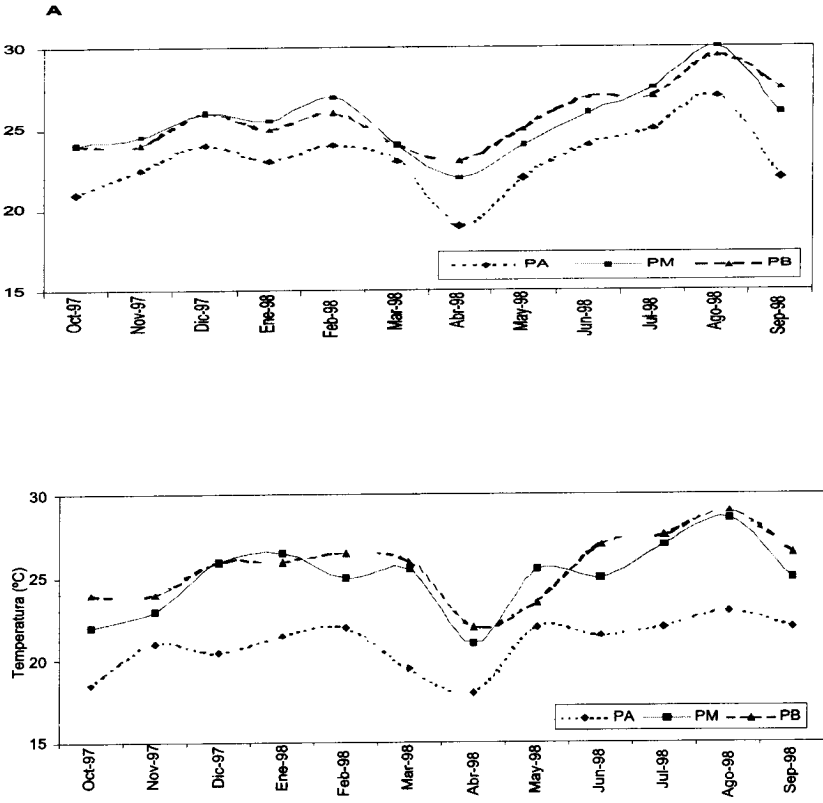 A
30
25
20
15
PA PM PB
Oct-97 Nov-97 Dic-97 Ene-98 Feb-98 Mar-98 Abr-98 May-98 Jun-98 Jul-98 Ago-98 Sep-98
Temperatura (ºC)
30
25
20
15
PA PM PB
Oct-97 Nov-97 Dic-97 Ene-98 Feb-98 Mar-98 Abr-98 May-98 Jun-98 Jul-98 Ago-98 Sep-98